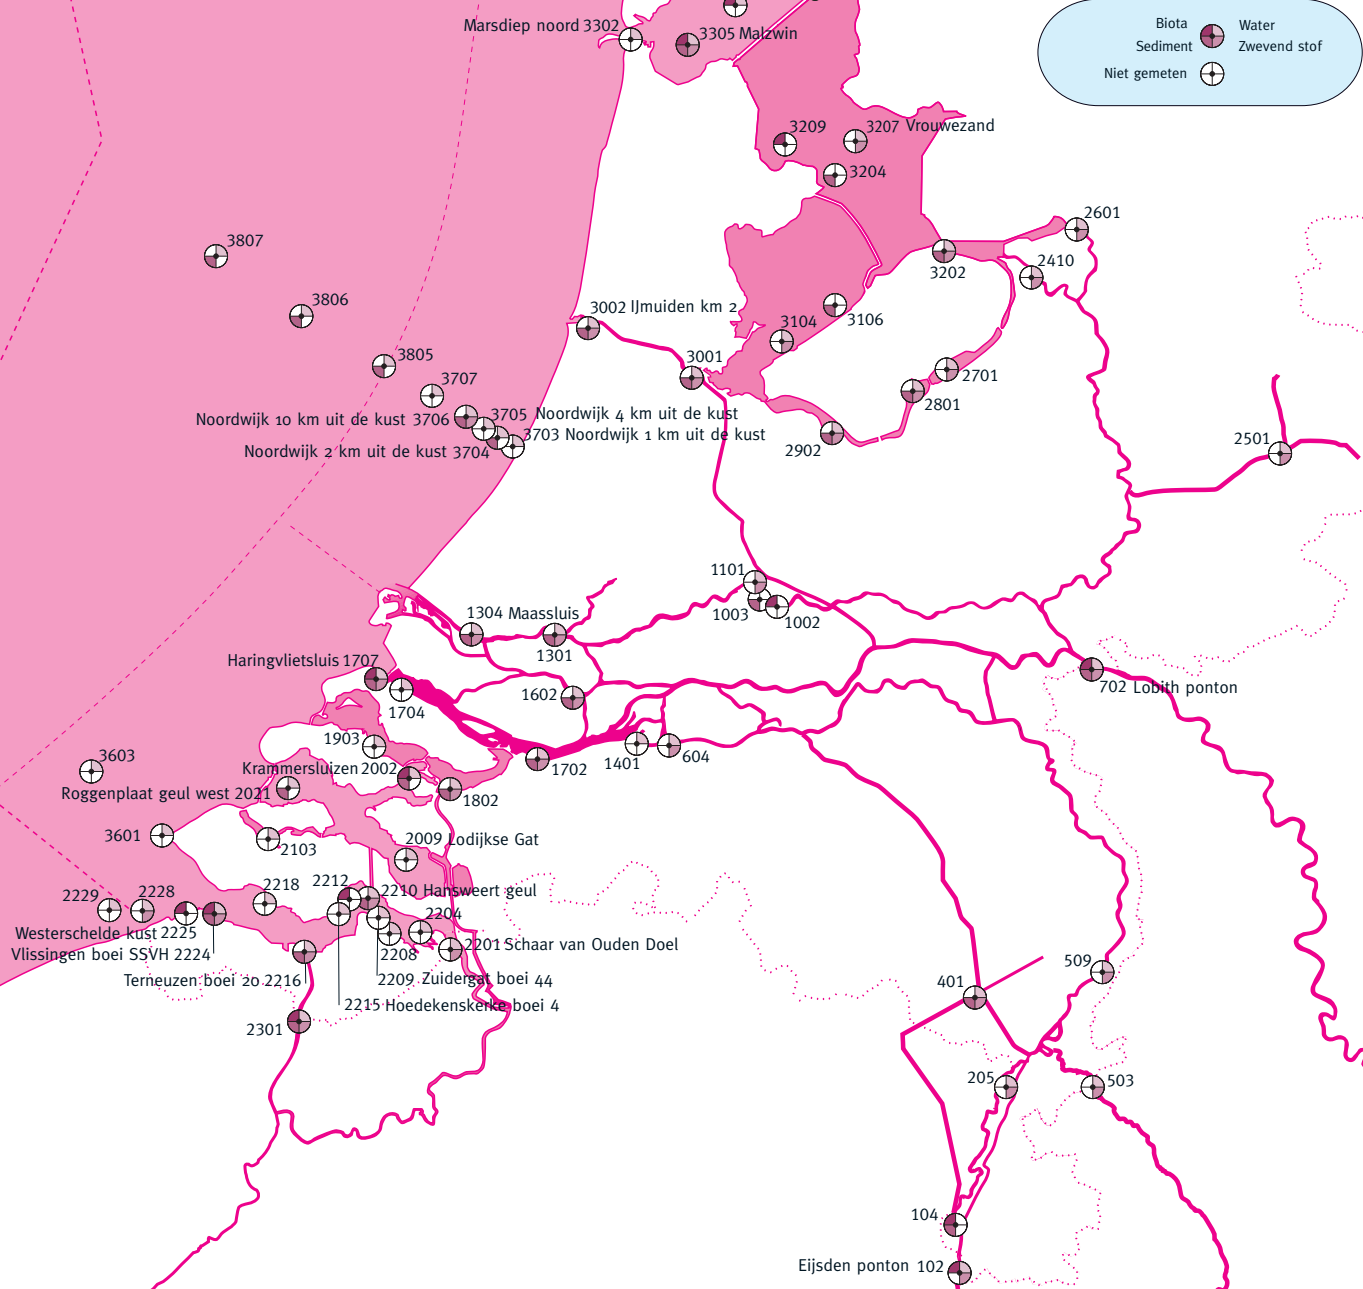 Marsdiep noord 3302
3305 Malzwin
Biota
Water
Sediment
Zwevend stof
Niet gemeten
3209
3207 Vrouwezand
3204
2601
3807
3202
2410
3806
3002 IJmuiden km 2
3106
3104
3805
3001
3707
2701
2801
Noordwijk 10 km uit de kust 3706
3705 Noordwijk 4 km uit de kust
3703 Noordwijk 1 km uit de kust
Noordwijk 2 km uit de kust 3704
2902
2501
1101
1003
1002
1304 Maassluis
1301
Haringvlietsluis 1707
1704
1602
702 Lobith ponton
1903
3603
Krammersluizen 2002
1702
1401
604
Roggenplaat geul west 2021
1802
3601
2103
2009 Lodijkse Gat
2229
2228
2218
2212
2210 Hansweert geul
2204
Westerschelde kust 2225
2201 Schaar van Ouden Doel
Vlissingen boei SSVH 2224
2208
Terneuzen boei 20 2216
2209 Zuidergat boei 44
2215 Hoedekenskerke boei 4
2301
509
401
205
503
104
Eijsden ponton 102